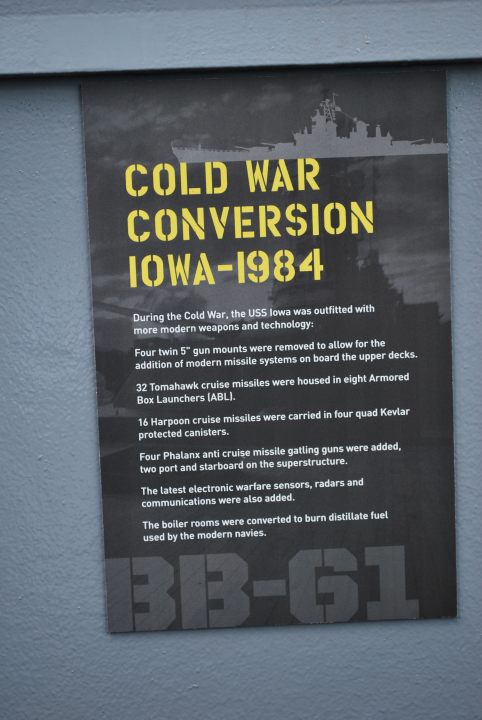 COLD WAR
CONVERSION
IOWA-1984
During the Cold War, the USS Iowa was outfitted with
more modern weapons and technology:
Four twin 5" gun mounts were removed to allow for the
addition of modern missile systems on board the upper decks.
32 Tomahawk cruise missiles were housed in eight Armored
Box Launchers (ABL).
16 Harpoon cruise missiles were carried in four quad Kevlar
protected canisters.
Four Phalanx anti cruise missile gatling guns were added,
two port and starboard on the superstructure.
The latest electronic warfare sensors, radars and
communications were also added.
The boiler rooms were converted to burn distillate fuel
used by the modern navies.
BB-61